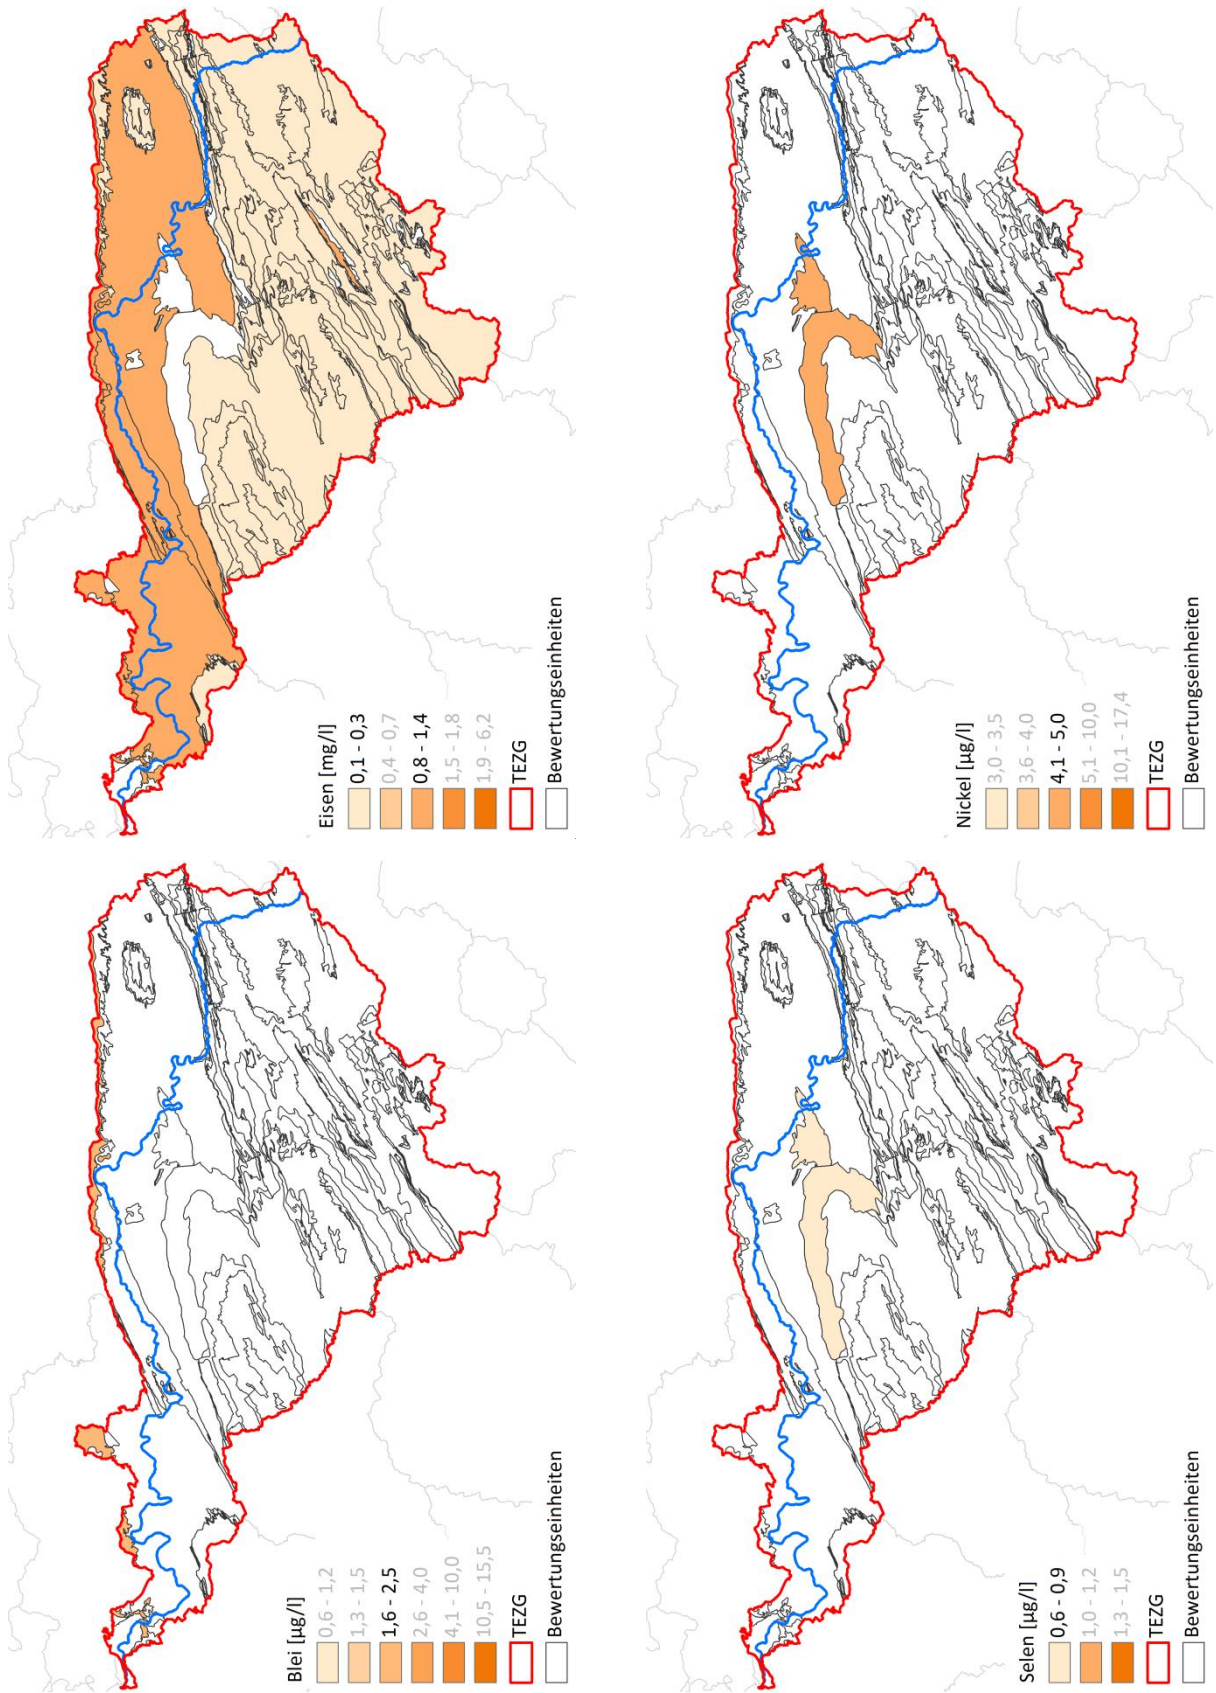 Blei [µg/l]
0,6 - 1,2
1,3 - 1,5
1,6 - 2,5
2,6 - 4,0
4,1 - 10,0
10,5 - 15,5
TEZG
Bewertungseinheiten
Eisen [mg/l]
0,1 - 0,3
0,4 - 0,7
0,8 - 1,4
1,5 - 1,8
1,9 - 6,2
TEZG
Bewertungseinheiten
Selen [µg/l]
0,6 - 0,9
1,0 - 1,2
1,3 - 1,5
TEZG
Bewertungseinheiten
Nickel [µg/l]
3,0 - 3,5
3,6 - 4,0
4,1 - 5,0
5,1 - 10,0
10,1 - 17,4
TEZG
Bewertungseinheiten